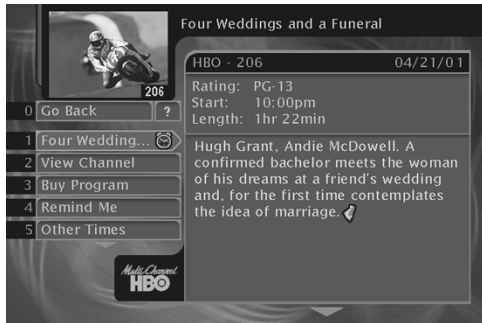 Four Weddings and a Funeral
206
HBO - 206 04/21/01
Rating: PG-13
Start: 10:00pm
Length: 1hr 22min
0 Go Back ?
1 Four Wedding...
2 View Channel
3 Buy Program
4 Remind Me
5 Other Times
Hugh Grant, Andie McDowell. A
confirmed bachelor meets the woman
of his dreams at a friend's wedding
and, for the first time contemplates
the idea of marriage.
Multi-Channel
HBO